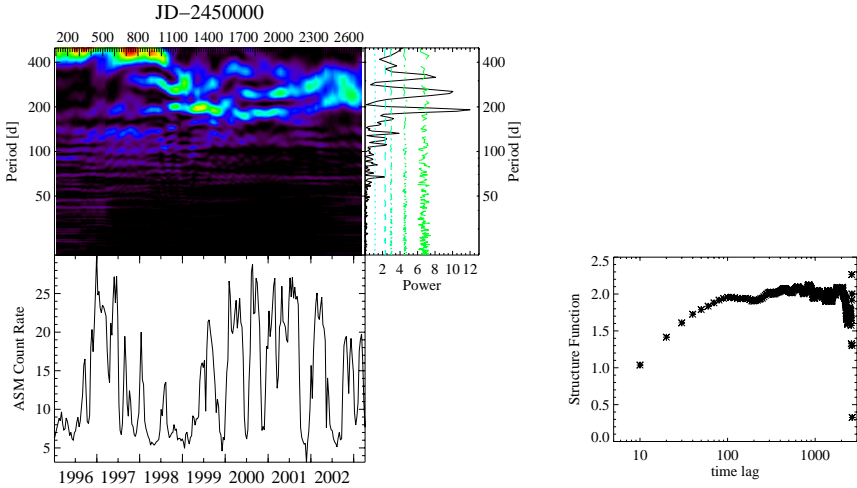 JD−2450000
200 500 800 1100 1400 1700 2000 2300 2600
400
200
100
50
Period [d]
400
200
100
50
Period [d]
2 4 6 8 10 12
Power
25
20
15
10
5
ASM Count Rate
1996 1997 1998 1999 2000 2001 2002
2.5
2.0
1.5
1.0
0.5
0.0
Structure Function
10 100 1000
time lag